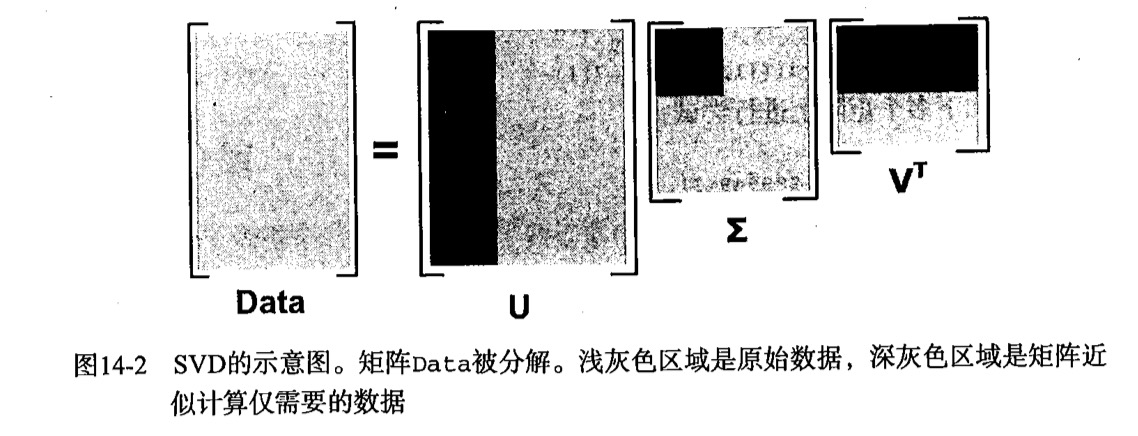 =
Data
U
Σ
Vᵀ
图14-2 SVD的示意图。矩阵Data被分解。浅灰色区域是原始数据，深灰色区域是矩阵近
似计算仅需要的数据